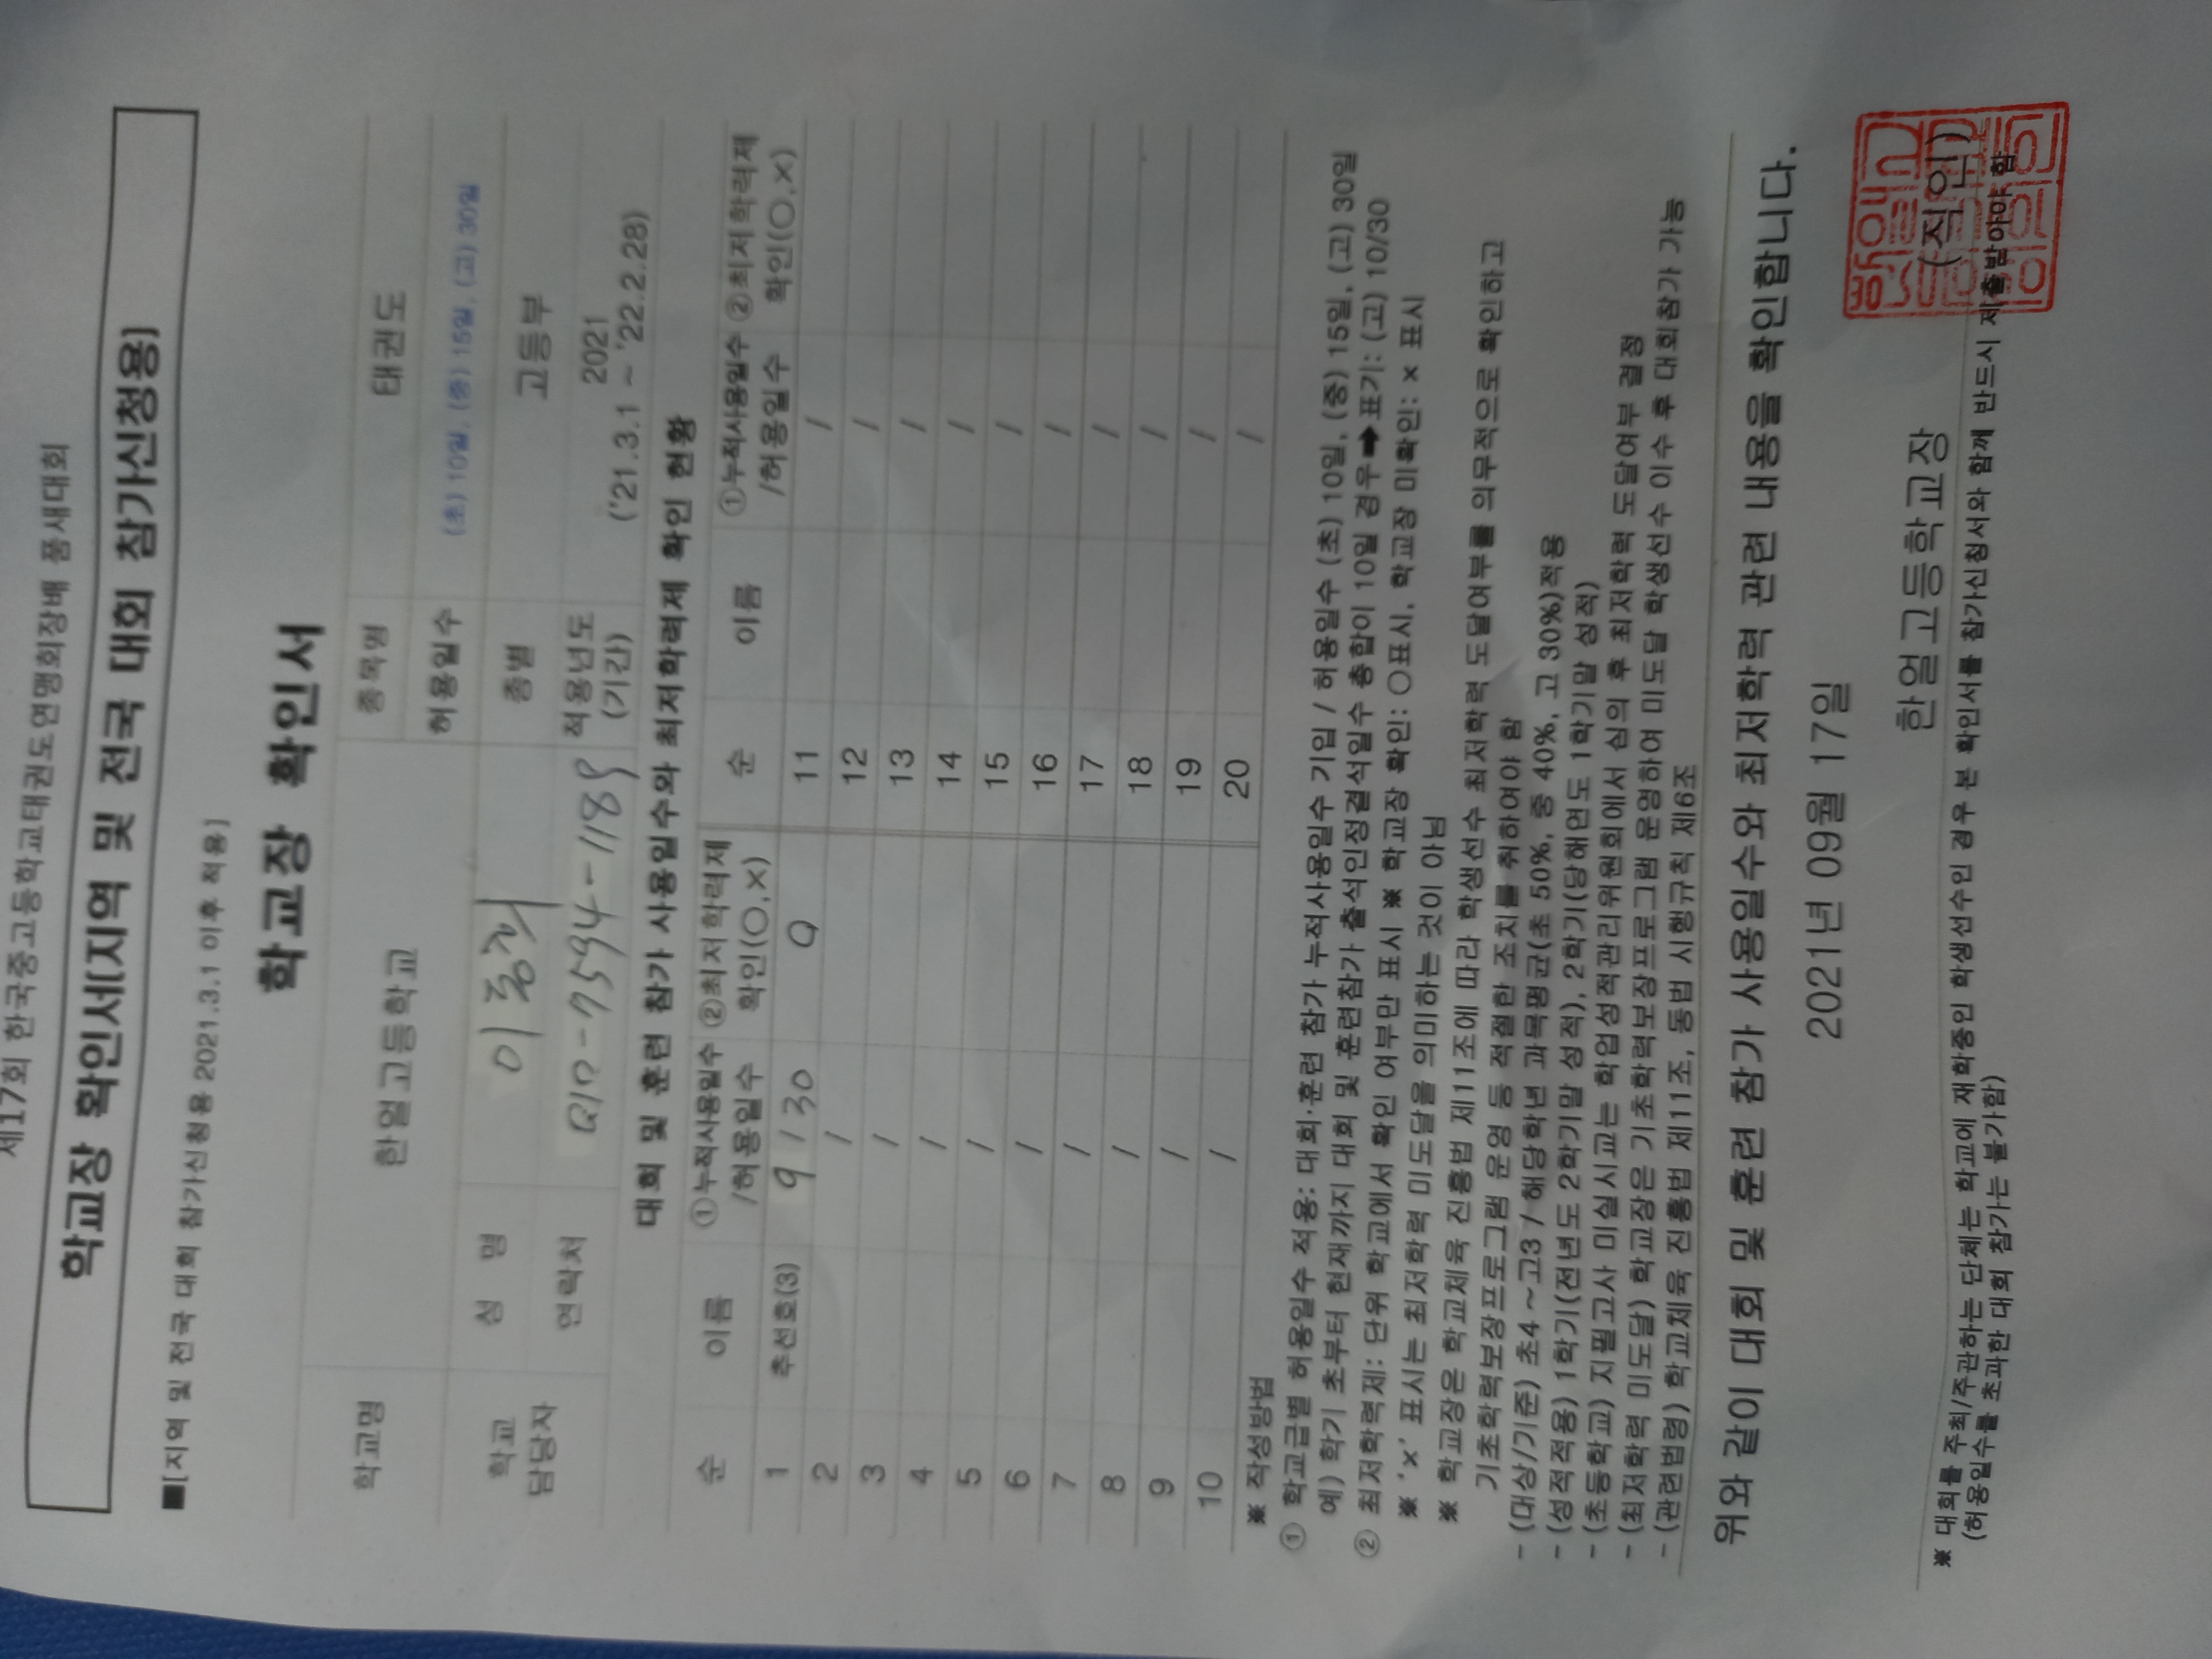 제17회 한국중고등학교태권도연맹회장배 품새대회
학교장 확인서(지역 및 전국 대회 참가신청용)
■[지역 및 전국 대회 참가신청용 2021.3.1 이후 적용]
학교장 확인서
학교명 한얼고등학교 종목명 태권도
허용일수 (초) 10일, (중) 15일, (고) 30일
학교 담당자 성 명 종별 고등부
연락처 010-7594-1189 적용년도 (기간) 2021 ('21.3.1 ~ '22.2.28)
대회 및 훈련 참가 사용일수와 최저학력제 확인 현황
순 이름 ①누적사용일수 /허용일수 ②최저학력제 확인(○,×) 순 이름 ①누적사용일수 /허용일수 ②최저학력제 확인(○,×)
1 추선호(3) 9 / 30 O 11 /
2 / 12 /
3 / 13 /
4 / 14 /
5 / 15 /
6 / 16 /
7 / 17 /
8 / 18 /
9 / 19 /
10 / 20 /
※ 작성방법
① 학교급별 허용일수 적용: 대회·훈련 참가 누적사용일수 기입 / 허용일수 (초) 10일, (중) 15일, (고) 30일
예) 학기 초부터 현재까지 대회 및 훈련참가 출석인정결석일수 총합이 10일 경우➡표기: (고) 10/30
② 최저학력제: 단위 학교에서 확인 여부만 표시 ※ 학교장 확인: ○표시, 학교장 미확인: × 표시
※ '×' 표시는 최저학력 미도달을 의미하는 것이 아님
※ 학교장은 학교체육 진흥법 제11조에 따라 학생선수 최저학력 도달여부를 의무적으로 확인하고
기초학력보장프로그램 운영 등 적절한 조치를 취하여야 함
- (대상/기준) 초4~고3 / 해당학년 과목평균(초 50%, 중 40%, 고 30%)적용
- (성적적용) 1학기(전년도 2학기말 성적), 2학기(당해연도 1학기말 성적)
- (초등학교) 지필고사 미실시교는 학업성적관리위원회에서 심의 후 최저학력 도달여부 결정
- (최저학력 미도달) 학교장은 기초학력보장프로그램 운영하여 미도달 학생선수 이수 후 대회참가 가능
- (관련법령) 학교체육 진흥법 제11조, 동법 시행규칙 제6조
위와 같이 대회 및 훈련 참가 사용일수와 최저학력 관련 내용을 확인합니다.
2021년 09월 17일
한얼고등학교장 (직인)
※ 대회를 주최/주관하는 단체는 학교에 재학중인 학생선수인 경우 본 확인서를 참가신청서와 함께 반드시 제출받아야 함
(허용일수를 초과한 대회 참가는 불가함)